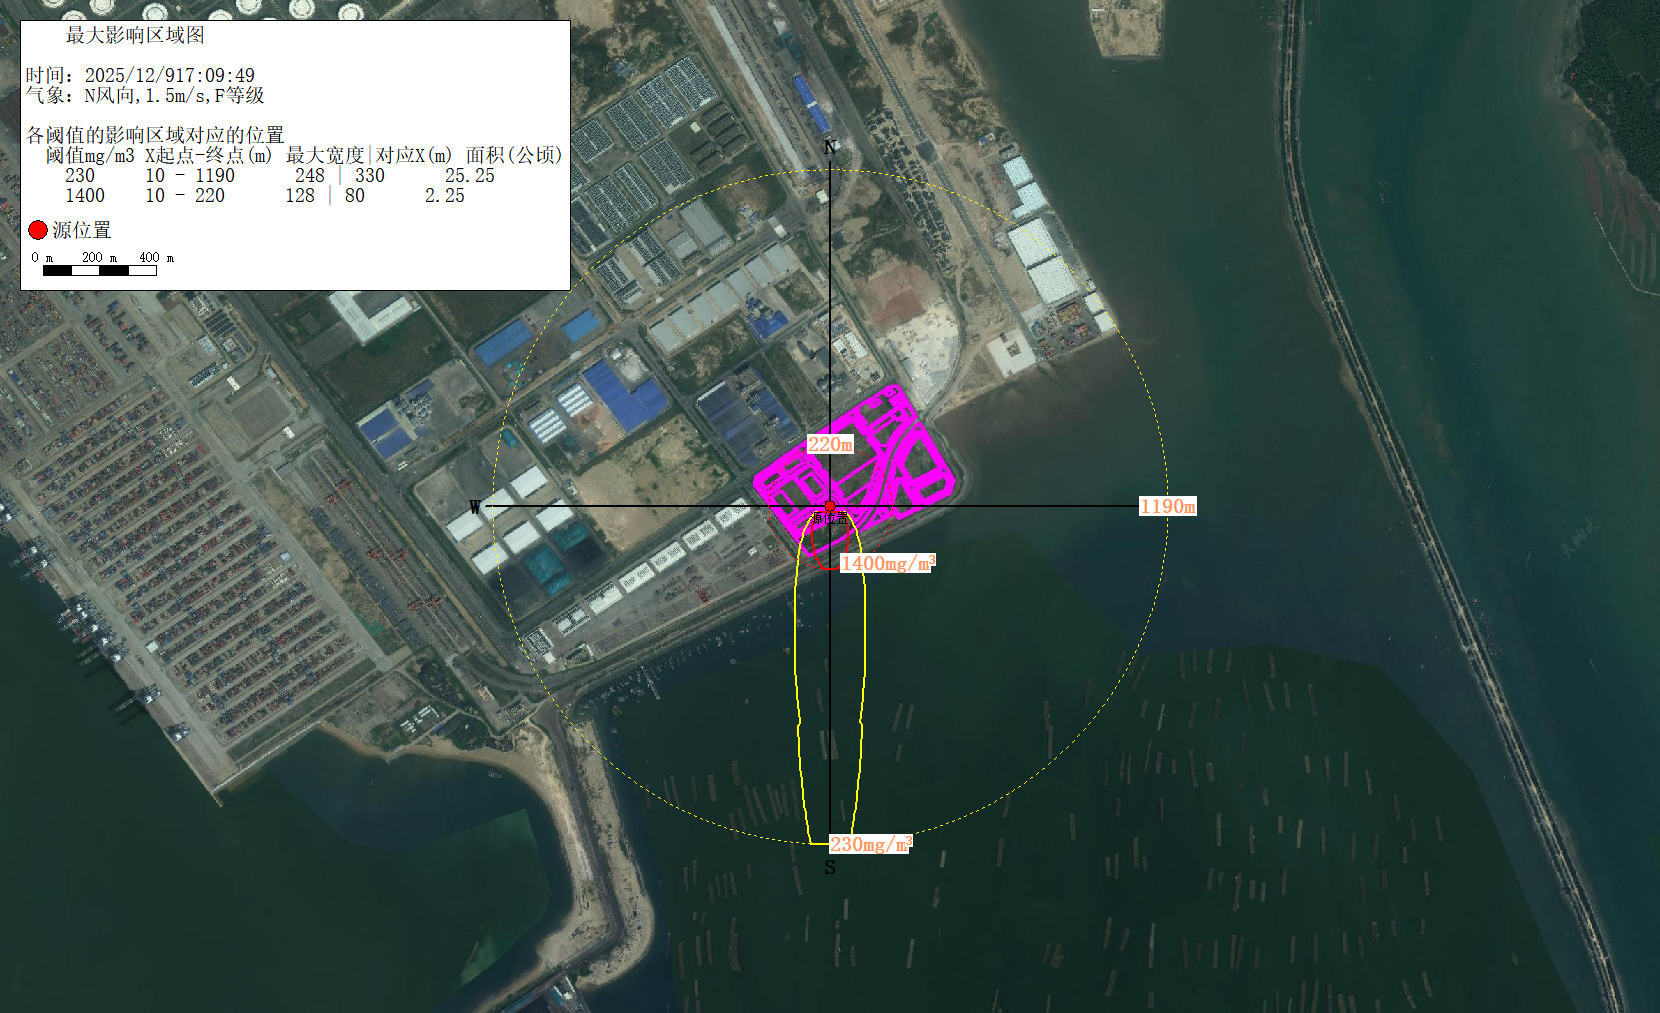 最大影响区域图
时间: 2025/12/917:09:49
气象: N风向,1.5m/s,F等级
各阈值的影响区域对应的位置
阈值mg/m3 X起点-终点(m) 最大宽度|对应X(m) 面积(公顷)
230 10 - 1190 248 | 330 25.25
1400 10 - 220 128 | 80 2.25
源位置
0 m 200 m 400 m
N
220m
W
1190m
源位置
1400mg/m³
230mg/m³
S